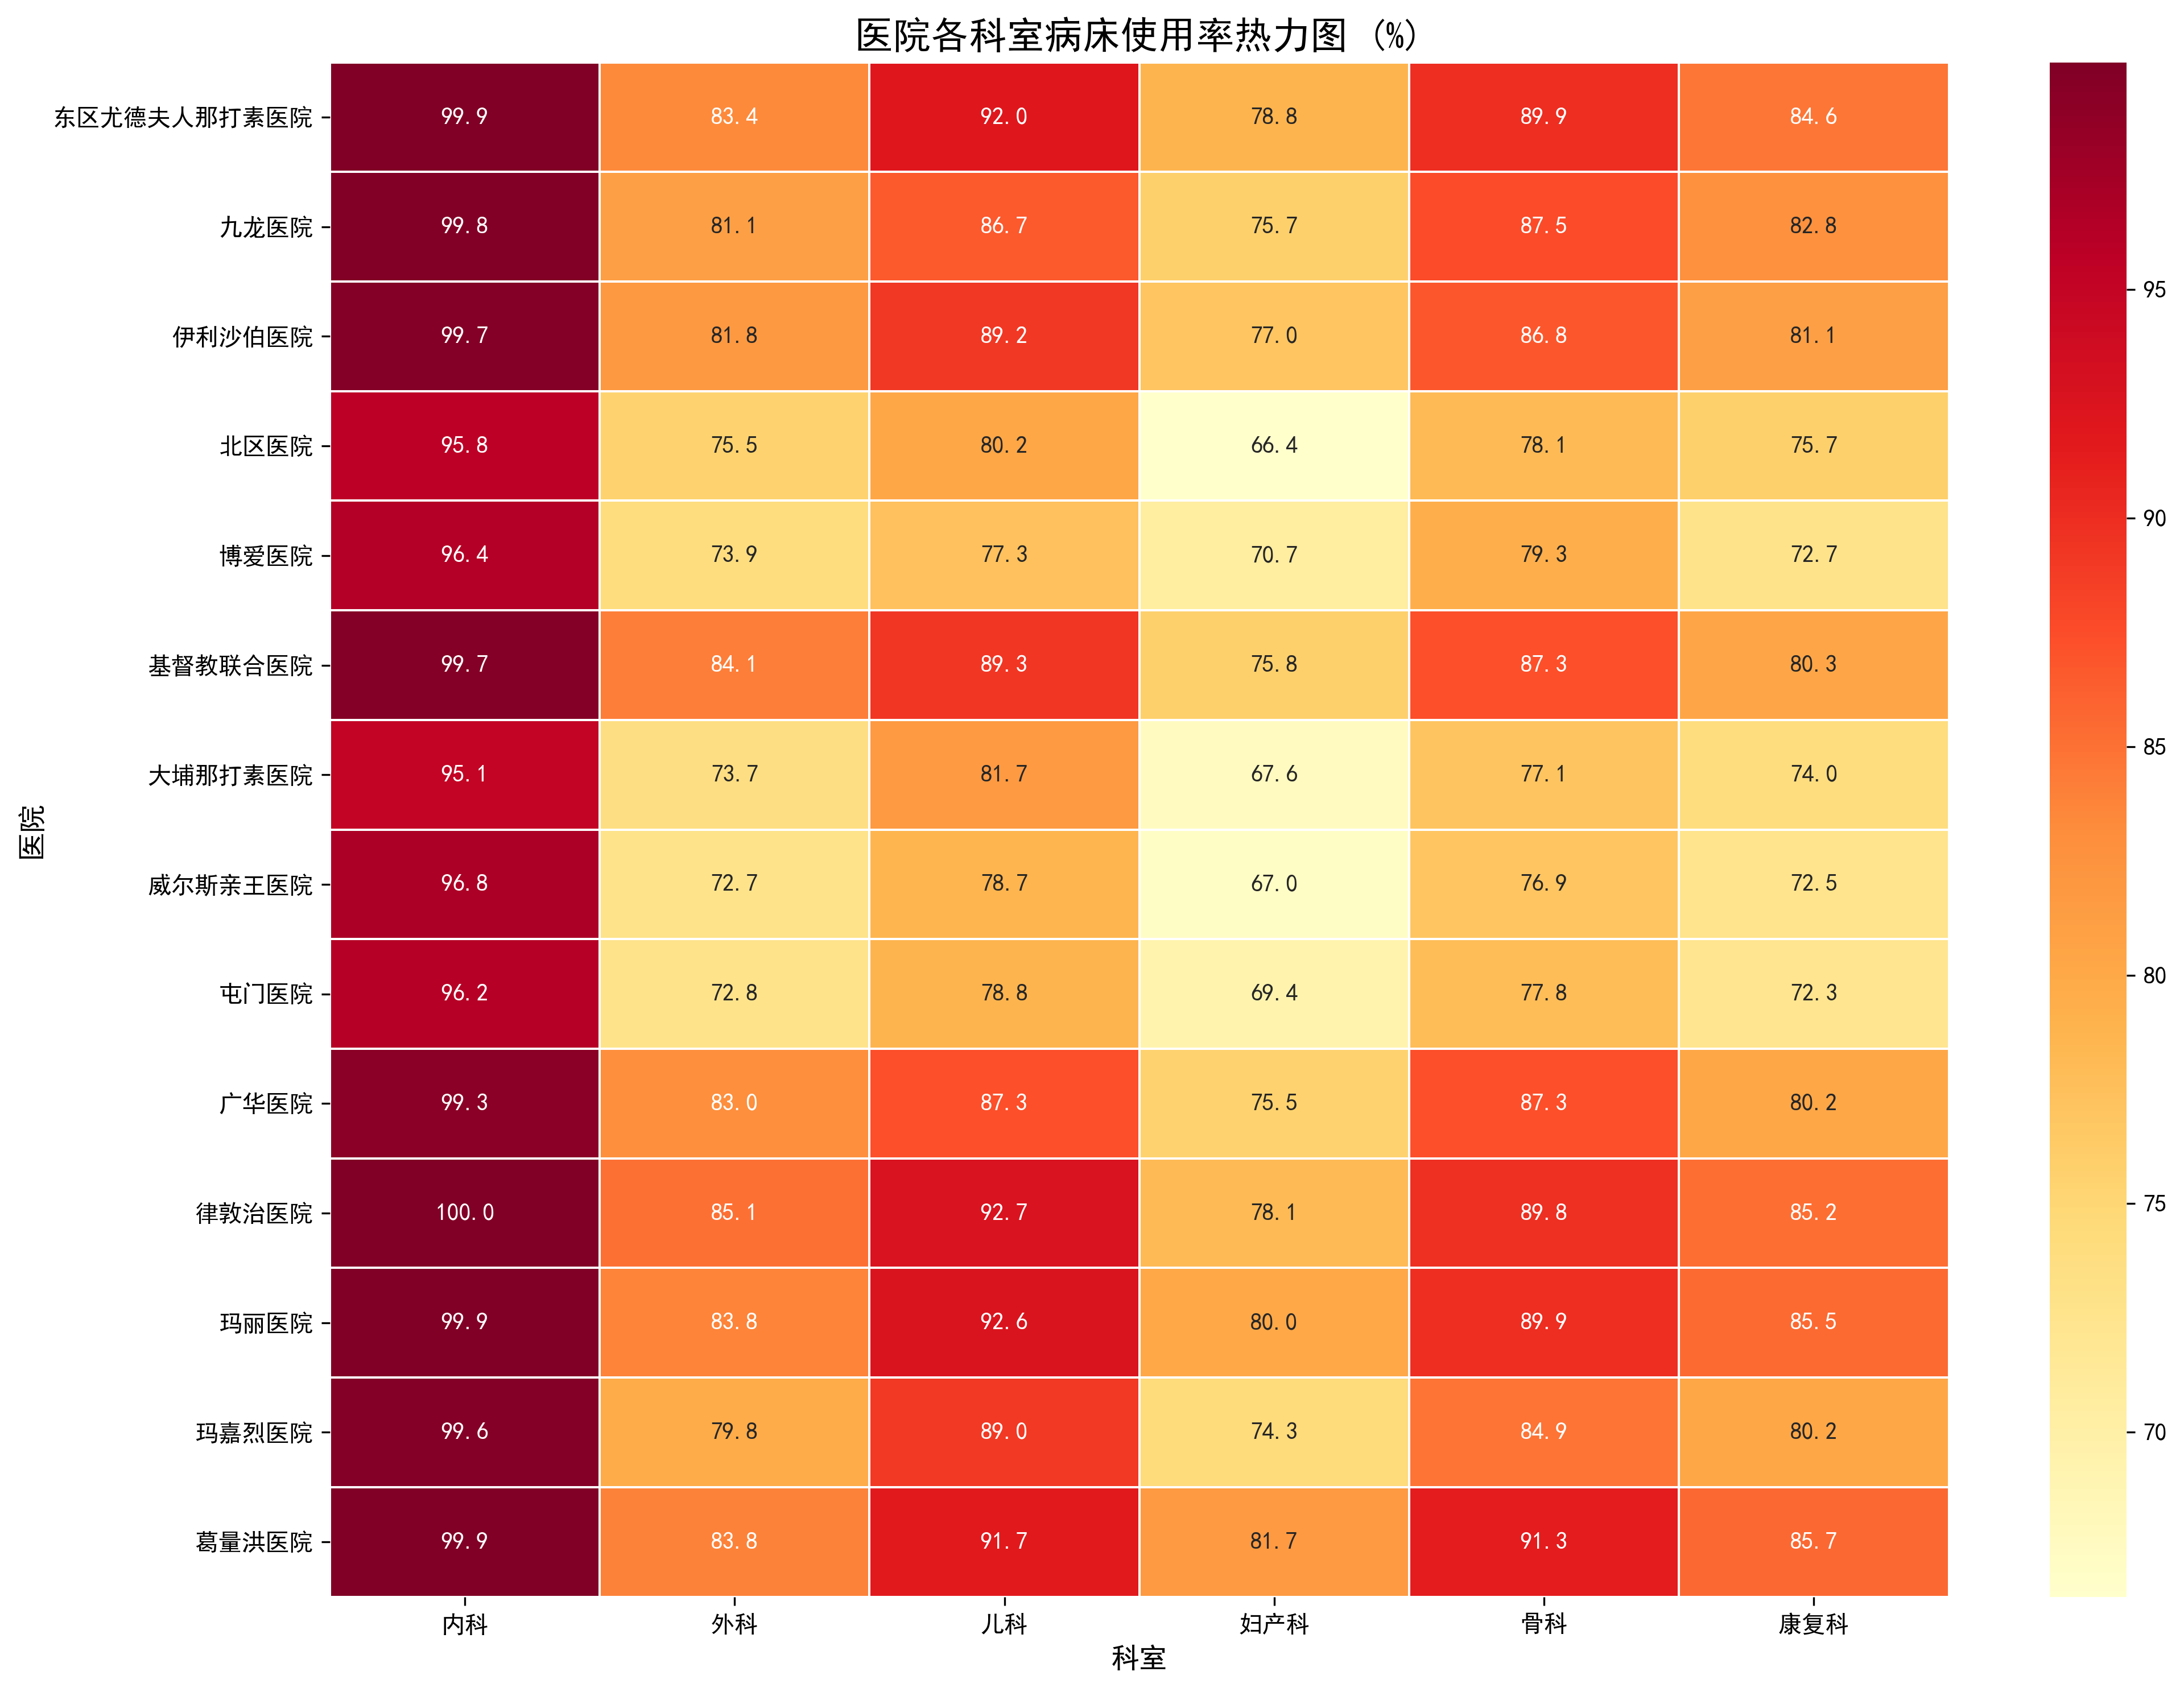 医院各科室病床使用率热力图 (%)
东区尤德夫人那打素医院 99.9 83.4 92.0 78.8 89.9 84.6
九龙医院 99.8 81.1 86.7 75.7 87.5 82.8
伊利沙伯医院 99.7 81.8 89.2 77.0 86.8 81.1
北区医院 95.8 75.5 80.2 66.4 78.1 75.7
博爱医院 96.4 73.9 77.3 70.7 79.3 72.7
基督教联合医院 99.7 84.1 89.3 75.8 87.3 80.3
大埔那打素医院 95.1 73.7 81.7 67.6 77.1 74.0
威尔斯亲王医院 96.8 72.7 78.7 67.0 76.9 72.5
屯门医院 96.2 72.8 78.8 69.4 77.8 72.3
广华医院 99.3 83.0 87.3 75.5 87.3 80.2
律敦治医院 100.0 85.1 92.7 78.1 89.8 85.2
玛丽医院 99.9 83.8 92.6 80.0 89.9 85.5
玛嘉烈医院 99.6 79.8 89.0 74.3 84.9 80.2
葛量洪医院 99.9 83.8 91.7 81.7 91.3 85.7
内科 外科 儿科 妇产科 骨科 康复科
科室
医院
95
90
85
80
75
70